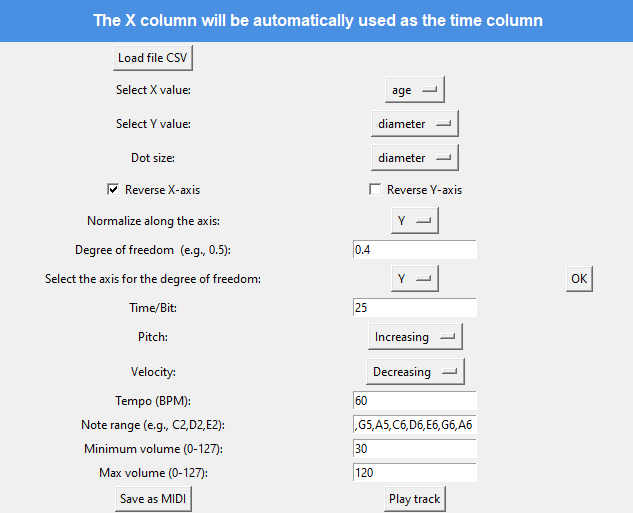 The X column will be automatically used as the time column
Load file CSV
Select X value: age
Select Y value: diameter
Dot size: diameter
Reverse X-axis Reverse Y-axis
Normalize along the axis: Y
Degree of freedom (e.g., 0.5): 0.4
Select the axis for the degree of freedom: Y OK
Time/Bit: 25
Pitch: Increasing
Velocity: Decreasing
Tempo (BPM): 60
Note range (e.g., C2,D2,E2): ,G5,A5,C6,D6,E6,G6,A6
Minimum volume (0-127): 30
Max volume (0-127): 120
Save as MIDI Play track